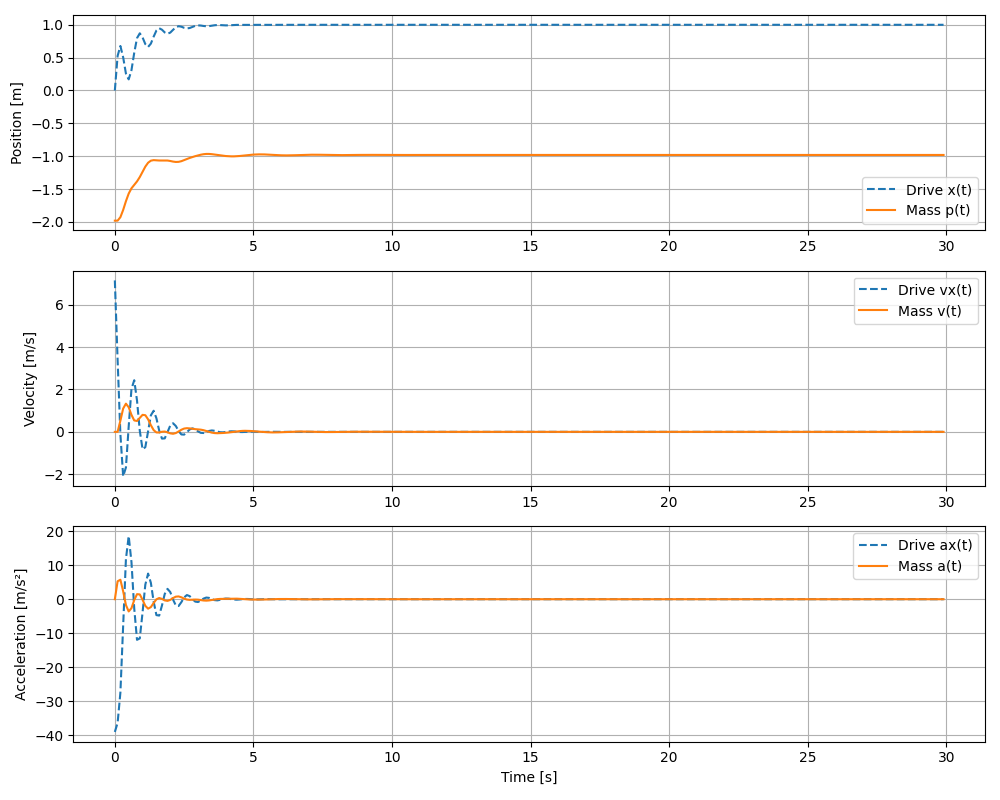 Position [m]
1.0
0.5
0.0
−0.5
−1.0
−1.5
−2.0
Drive x(t)
Mass p(t)
0 5 10 15 20 25 30
Velocity [m/s]
6
4
2
0
−2
Drive vx(t)
Mass v(t)
0 5 10 15 20 25 30
Acceleration [m/s²]
20
10
0
−10
−20
−30
−40
Drive ax(t)
Mass a(t)
0 5 10 15 20 25 30
Time [s]